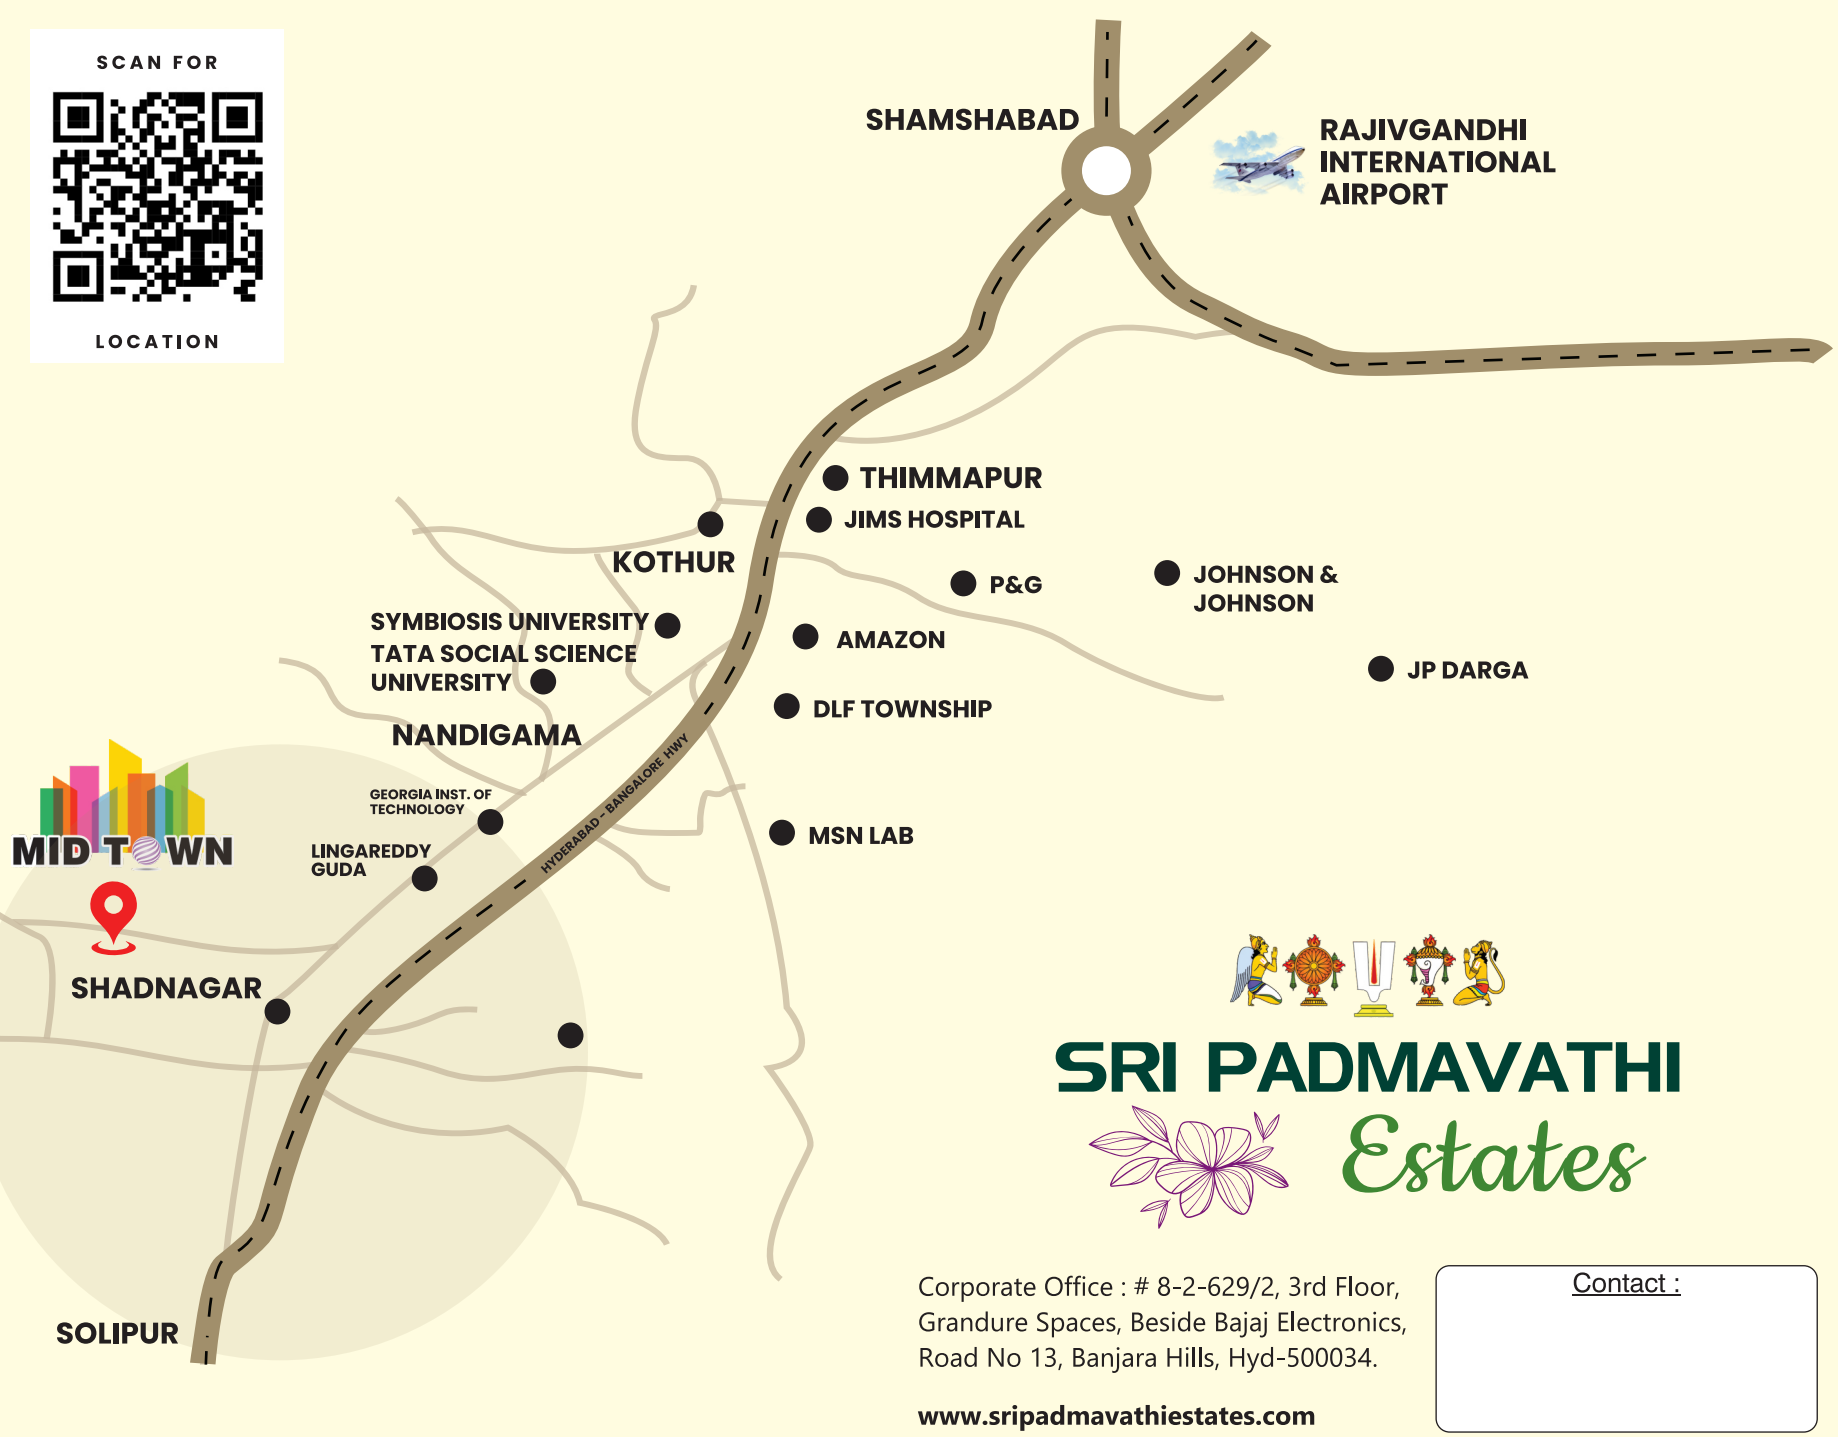 SCAN FOR
LOCATION
SHAMSHABAD
RAJIVGANDHI
INTERNATIONAL
AIRPORT
THIMMAPUR
JIMS HOSPITAL
KOTHUR
P&G
JOHNSON &
JOHNSON
SYMBIOSIS UNIVERSITY
TATA SOCIAL SCIENCE
UNIVERSITY
AMAZON
JP DARGA
DLF TOWNSHIP
NANDIGAMA
HYDERABAD - BANGALORE HWY
GEORGIA INST. OF
TECHNOLOGY
MSN LAB
MID TOWN
LINGAREDDY
GUDA
SHADNAGAR
SOLIPUR
SRI PADMAVATHI
Estates
Corporate Office : # 8-2-629/2, 3rd Floor,
Grandure Spaces, Beside Bajaj Electronics,
Road No 13, Banjara Hills, Hyd-500034.
www.sripadmavathiestates.com
Contact :